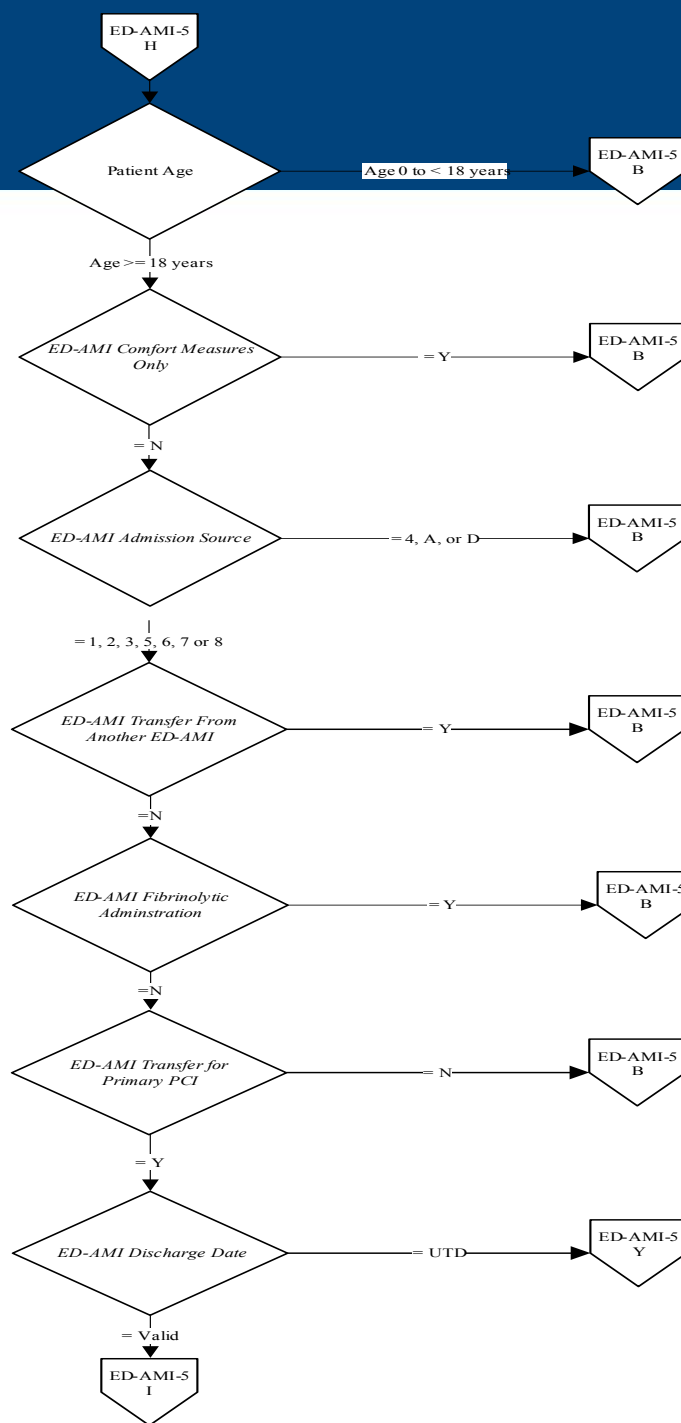 ED-AMI-5
H
Patient Age
Age 0 to < 18 years
ED-AMI-5
B
Age >= 18 years
ED-AMI Comfort Measures
Only
= Y
ED-AMI-5
B
= N
ED-AMI Admission Source
= 4, A, or D
ED-AMI-5
B
= 1, 2, 3, 5, 6, 7 or 8
ED-AMI Transfer From
Another ED-AMI
= Y
ED-AMI-5
B
=N
ED-AMI Fibrinolytic
Adminstration
= Y
ED-AMI-5
B
=N
ED-AMI Transfer for
Primary PCI
= N
ED-AMI-5
B
= Y
ED-AMI Discharge Date
= UTD
ED-AMI-5
Y
= Valid
ED-AMI-5
I